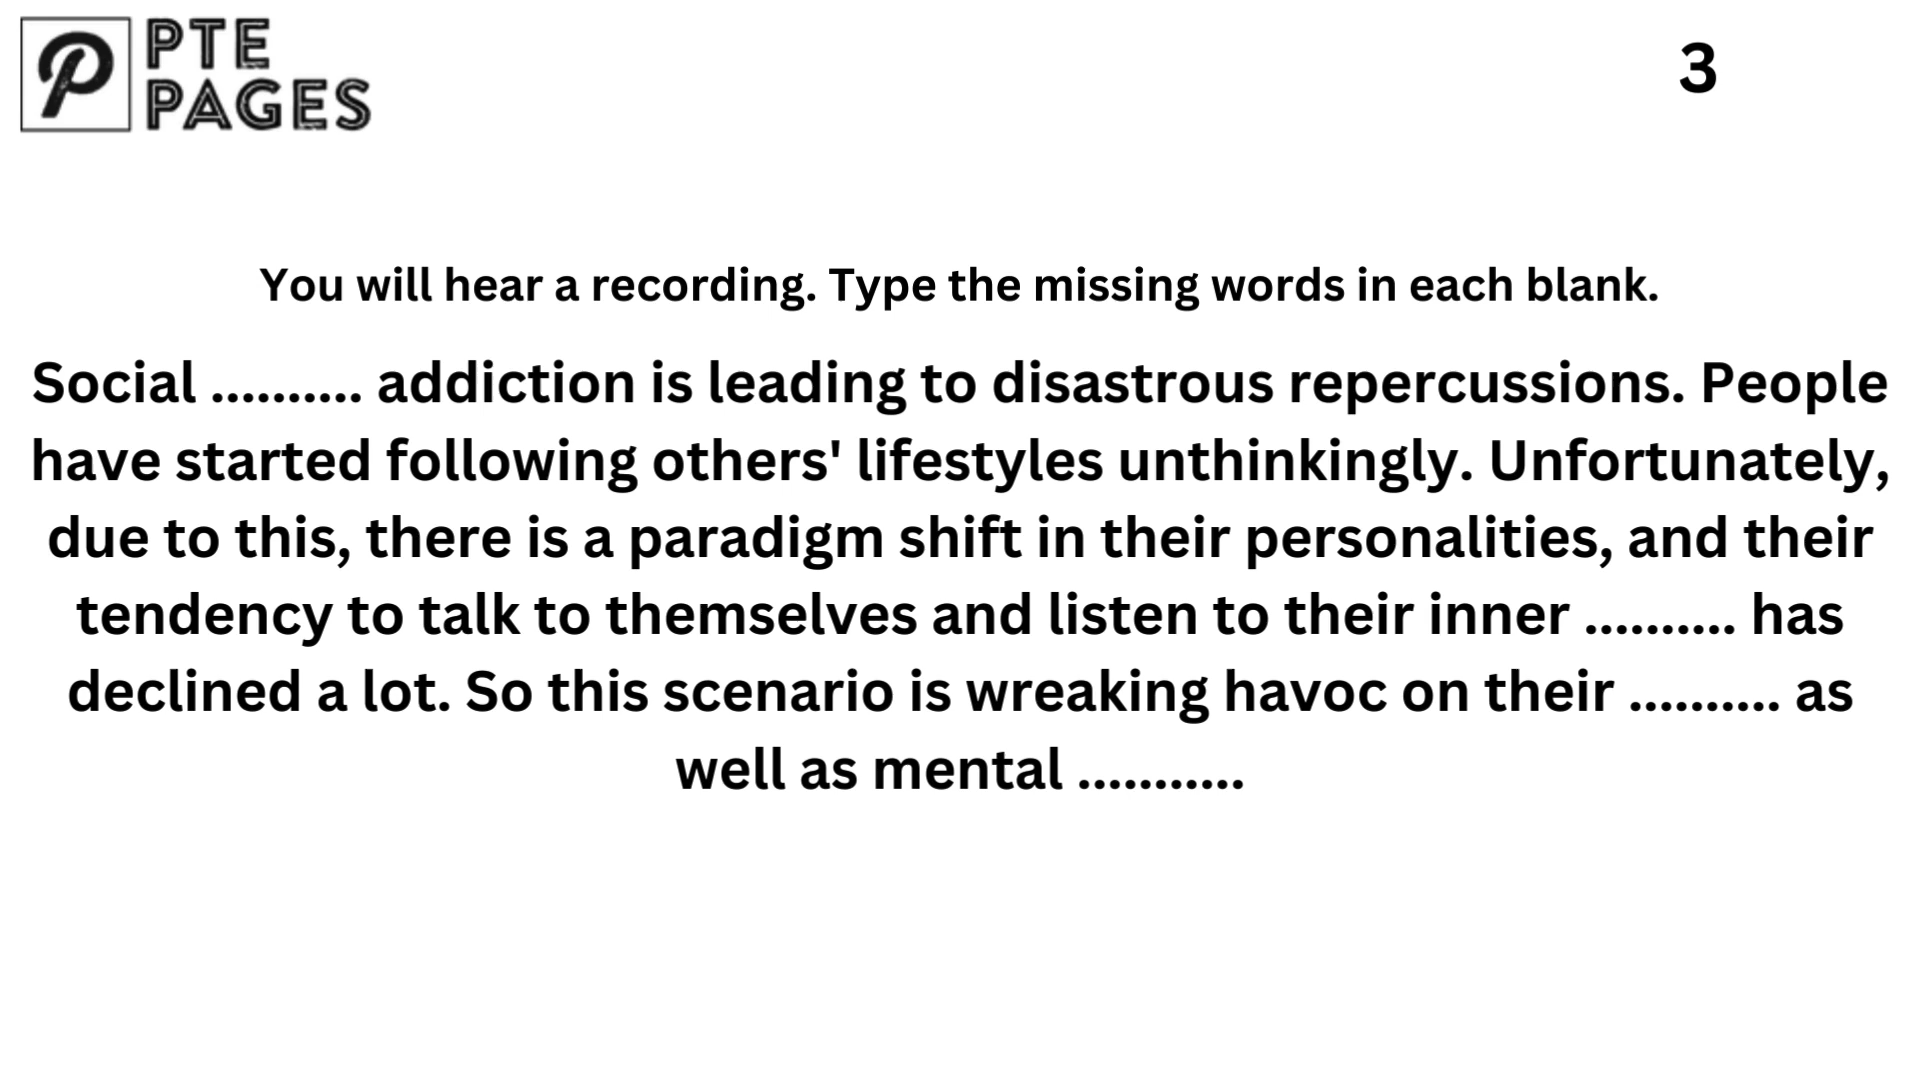 PTE
PAGES
3
You will hear a recording. Type the missing words in each blank.
Social .......... addiction is leading to disastrous repercussions. People
have started following others' lifestyles unthinkingly. Unfortunately,
due to this, there is a paradigm shift in their personalities, and their
tendency to talk to themselves and listen to their inner .......... has
declined a lot. So this scenario is wreaking havoc on their .......... as
well as mental ...........